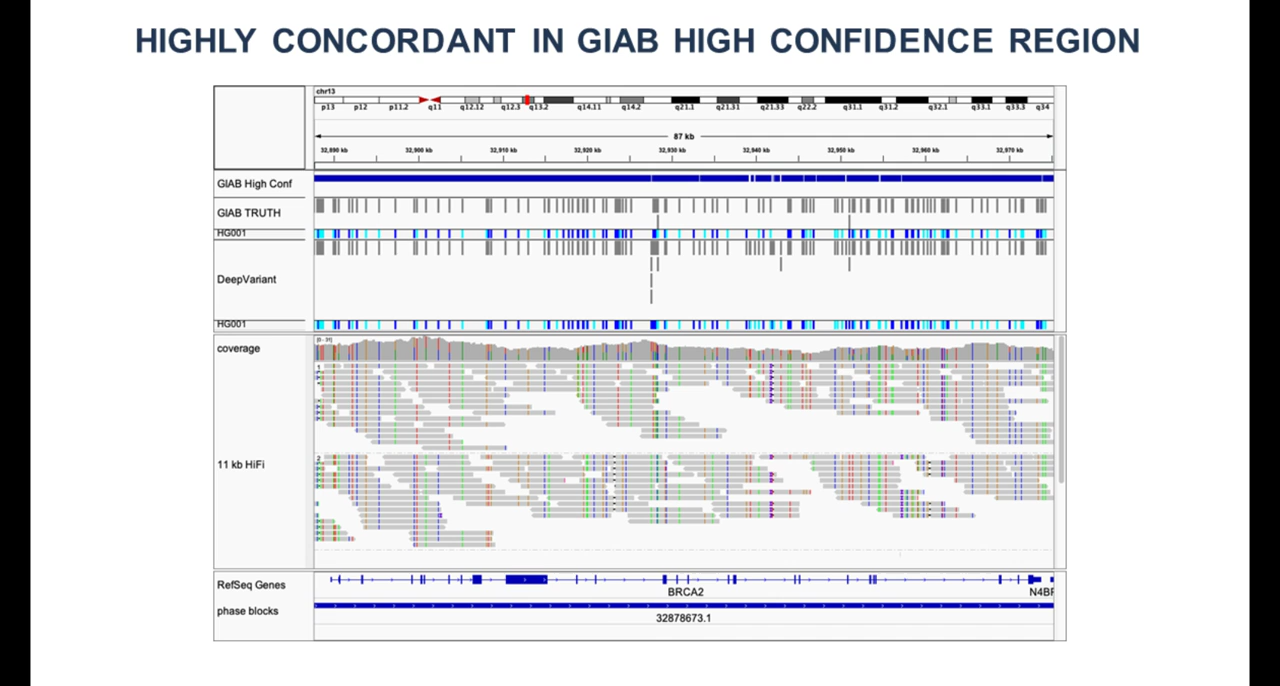 HIGHLY CONCORDANT IN GIAB HIGH CONFIDENCE REGION
chr13
p13 p12 p11.2 q11 q12.12 q12.3 q13.2 q14.11 q14.2 q21.1 q21.31 q21.33 q22.2 q31.1 q31.2 q32.1 q33.1 q33.3 q34
87 kb
32,890 kb 32,900 kb 32,910 kb 32,920 kb 32,930 kb 32,940 kb 32,950 kb 32,960 kb 32,970 kb
GIAB High Conf
GIAB TRUTH
HG001
DeepVariant
HG001
[0 - 31]
coverage
1
2
11 kb HiFi
RefSeq Genes
BRCA2 N4BP
phase blocks
32878673.1